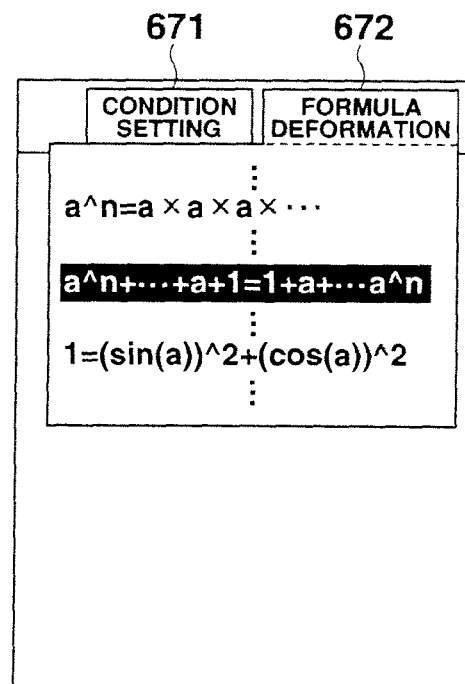 671 672
CONDITION SETTING
FORMULA DEFORMATION
a^n=a×a×a×···
a^n+···+a+1=1+a+···a^n
1=(sin(a))^2+(cos(a))^2